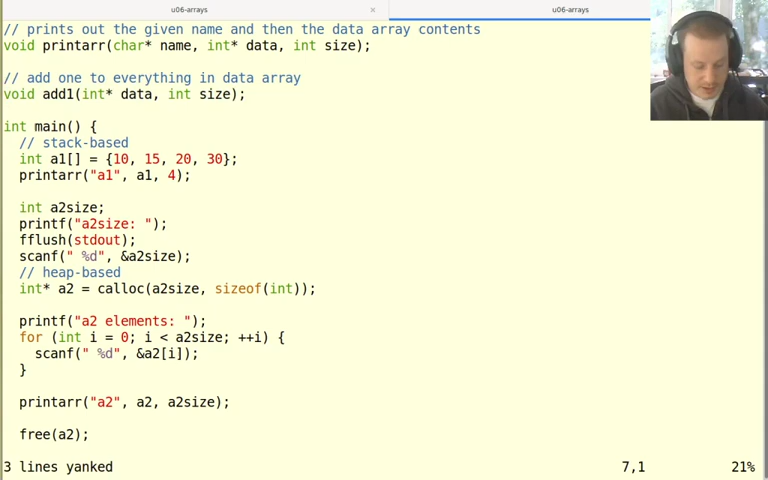 u06-arrays × u06-arrays
// prints out the given name and then the data array contents
void printarr(char* name, int* data, int size);
// add one to everything in data array
void add1(int* data, int size);
int main() {
// stack-based
int a1[] = {10, 15, 20, 30};
printarr("a1", a1, 4);
int a2size;
printf("a2size: ");
fflush(stdout);
scanf(" %d", &a2size);
// heap-based
int* a2 = calloc(a2size, sizeof(int));
printf("a2 elements: ");
for (int i = 0; i < a2size; ++i) {
scanf(" %d", &a2[i]);
}
printarr("a2", a2, a2size);
free(a2);
3 lines yanked 7,1 21%